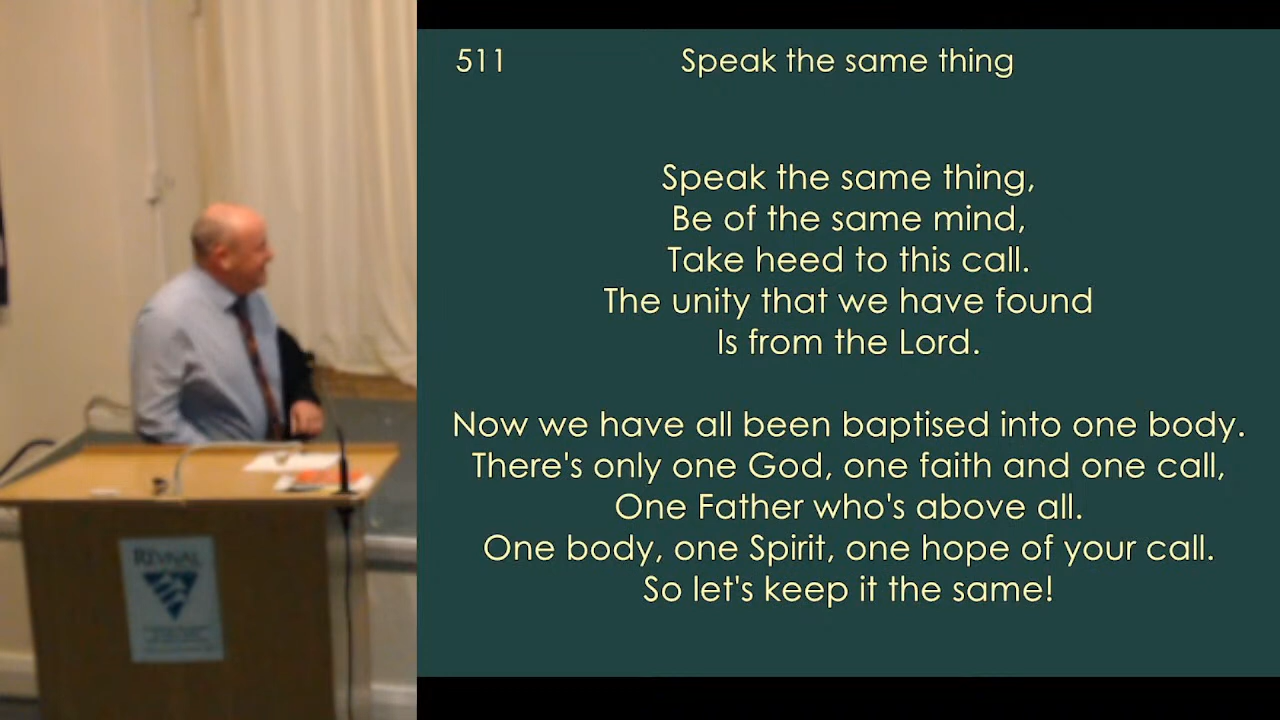 511 Speak the same thing
Speak the same thing,
Be of the same mind,
Take heed to this call.
The unity that we have found
Is from the Lord.
Now we have all been baptised into one body.
There's only one God, one faith and one call,
One Father who's above all.
One body, one Spirit, one hope of your call.
So let's keep it the same!
REVIVAL